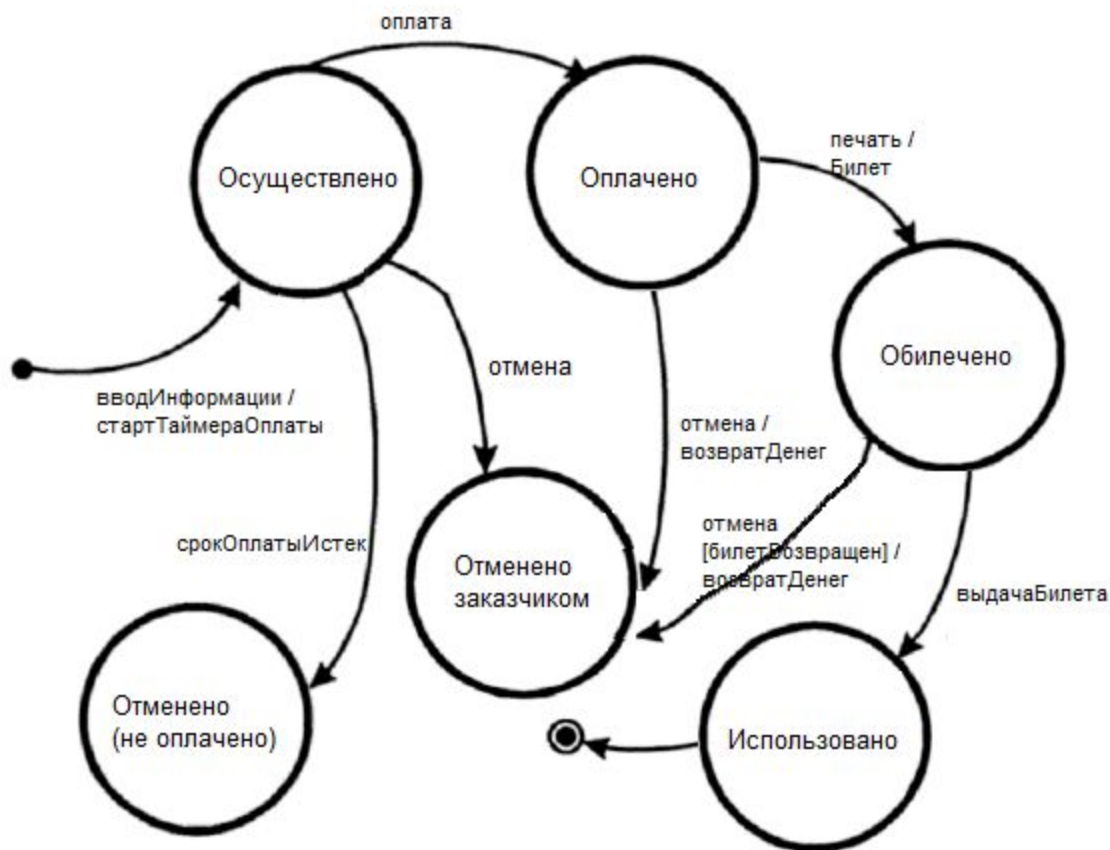 оплата
Осуществлено
Оплачено
печать /
Билет
Обилечено
вводИнформации /
стартТаймераОплаты
отмена
отмена /
возвратДенег
срокОплатыИстек
отмена
[билетВозвращен] /
возвратДенег
Отменено
заказчиком
выдачаБилета
Отменено
(не оплачено)
Использовано